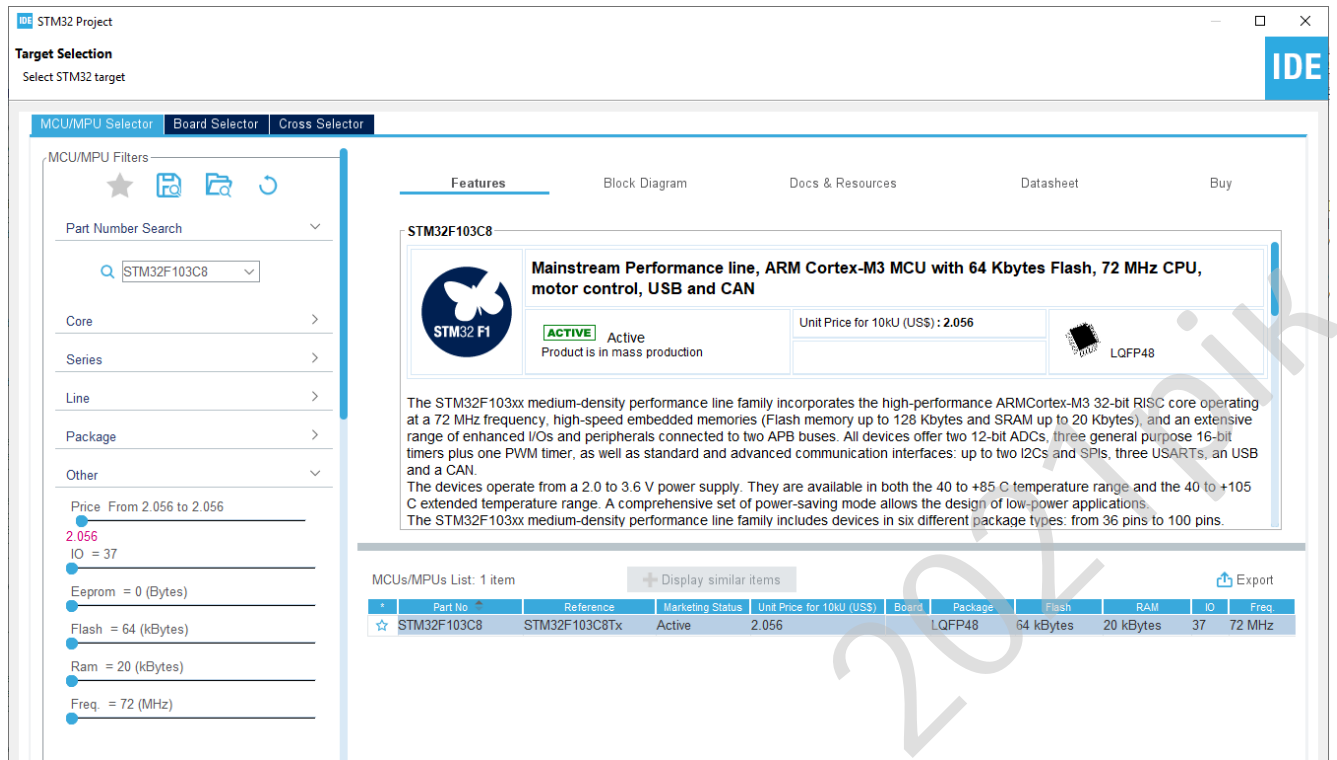 IDE STM32 Project
Target Selection
Select STM32 target
IDE
MCU/MPU Selector Board Selector Cross Selector
MCU/MPU Filters
Part Number Search
STM32F103C8
Core
Series
Line
Package
Other
Price From 2.056 to 2.056
2.056
IO = 37
Eeprom = 0 (Bytes)
Flash = 64 (kBytes)
Ram = 20 (kBytes)
Freq. = 72 (MHz)
Features Block Diagram Docs & Resources Datasheet Buy
STM32F103C8
STM32 F1
Mainstream Performance line, ARM Cortex-M3 MCU with 64 Kbytes Flash, 72 MHz CPU,
motor control, USB and CAN
ACTIVE Active
Product is in mass production
Unit Price for 10kU (US$) : 2.056
LQFP48
The STM32F103xx medium-density performance line family incorporates the high-performance ARMCortex-M3 32-bit RISC core operating
at a 72 MHz frequency, high-speed embedded memories (Flash memory up to 128 Kbytes and SRAM up to 20 Kbytes), and an extensive
range of enhanced I/Os and peripherals connected to two APB buses. All devices offer two 12-bit ADCs, three general purpose 16-bit
timers plus one PWM timer, as well as standard and advanced communication interfaces: up to two I2Cs and SPIs, three USARTs, an USB
and a CAN.
The devices operate from a 2.0 to 3.6 V power supply. They are available in both the 40 to +85 C temperature range and the 40 to +105
C extended temperature range. A comprehensive set of power-saving mode allows the design of low-power applications.
The STM32F103xx medium-density performance line family includes devices in six different package types: from 36 pins to 100 pins.
MCUs/MPUs List: 1 item
Display similar items
Export
* Part No Reference Marketing Status Unit Price for 10kU (US$) Board Package Flash RAM IO Freq.
STM32F103C8 STM32F103C8Tx Active 2.056 LQFP48 64 kBytes 20 kBytes 37 72 MHz
2021 pik